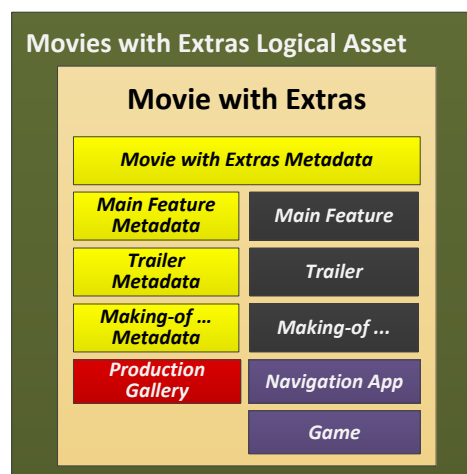 Movies with Extras Logical Asset
Movie with Extras
Movie with Extras Metadata
Main Feature
Metadata
Main Feature
Trailer
Metadata
Trailer
Making-of …
Metadata
Making-of ...
Production
Gallery
Navigation App
Game